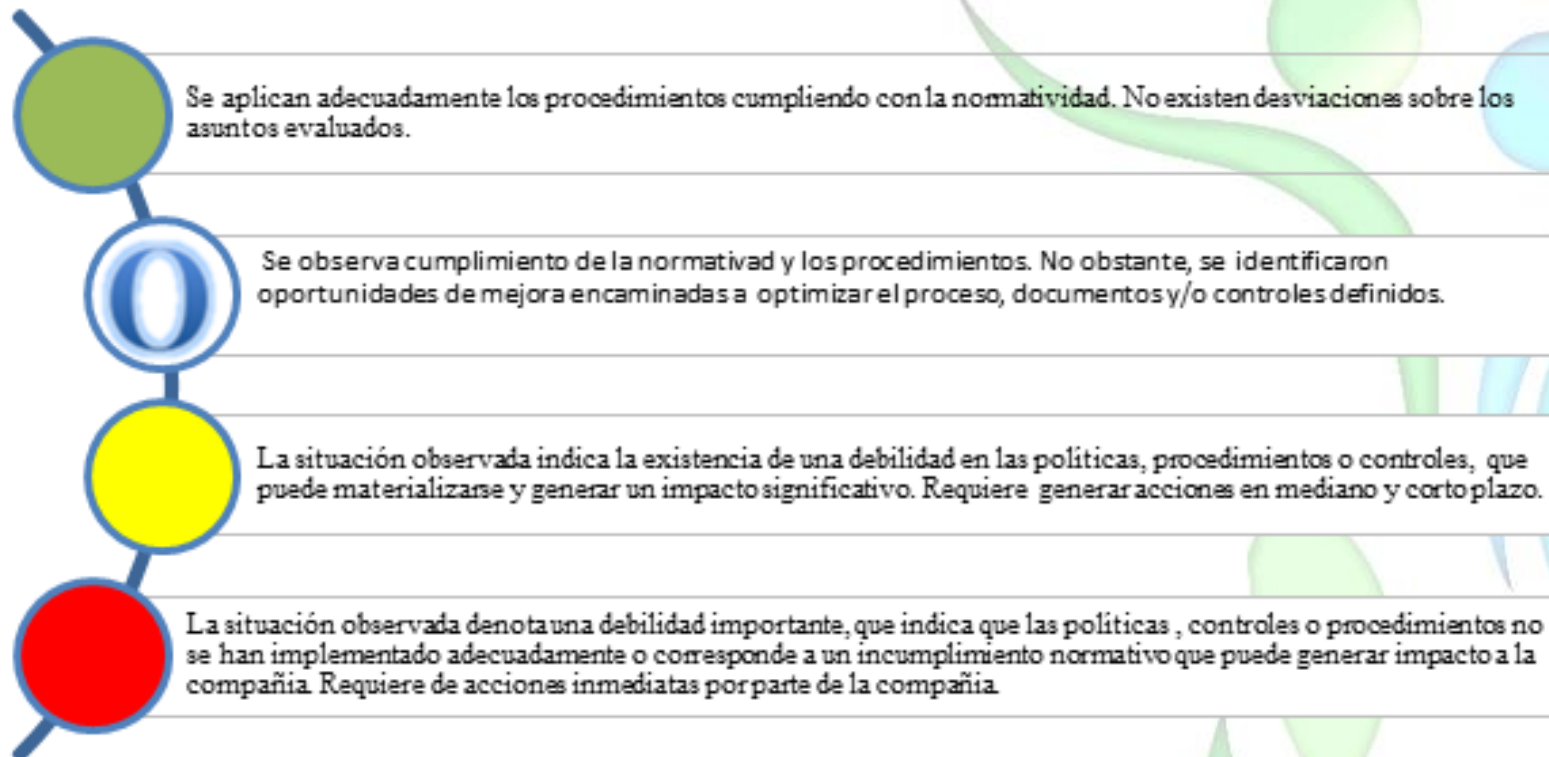 Se aplican adecuadamente los procedimientos cumpliendo con la normatividad. No existen desviaciones sobre los
asuntos evaluados.
O
Se observa cumplimiento de la normativad y los procedimientos. No obstante, se identificaron
oportunidades de mejora encaminadas a optimizar el proceso, documentos y/o controles definidos.
La situación observada indica la existencia de una debilidad en las políticas, procedimientos o controles, que
puede materializarse y generar un impacto significativo. Requiere generar acciones en mediano y corto plazo.
La situación observada denota una debilidad importante, que indica que las políticas , controles o procedimientos no
se han implementado adecuadamente o corresponde a un incumplimiento normativo que puede generar impacto a la
compañia. Requiere de acciones inmediatas por parte de la compañia.